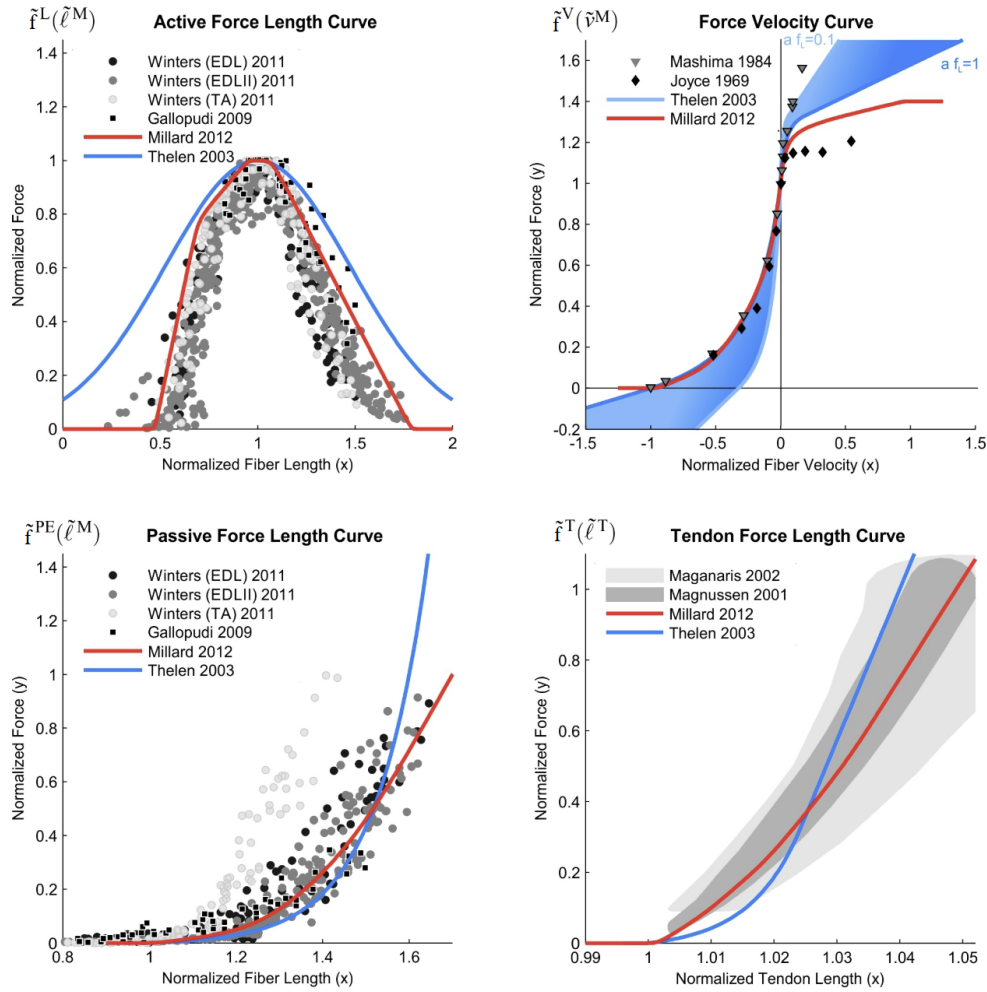 f̃ᴸ(ℓ̃ᴹ)
Active Force Length Curve
1.4
1.2
1
0.8
0.6
0.4
0.2
0
Normalized Force
Winters (EDL) 2011
Winters (EDLII) 2011
Winters (TA) 2011
Gallopudi 2009
Millard 2012
Thelen 2003
0 0.5 1 1.5 2
Normalized Fiber Length (x)
f̃ⱽ(ṽᴹ)
Force Velocity Curve
1.6
1.4
1.2
1
0.8
0.6
0.4
0.2
0
-0.2
Normalized Force (y)
Mashima 1984
Joyce 1969
Thelen 2003
Millard 2012
a fL=0.1
a fL=1
-1.5 -1 -0.5 0 0.5 1 1.5
Normalized Fiber Velocity (x)
f̃ᴾᴱ(ℓ̃ᴹ)
Passive Force Length Curve
1.4
1.2
1
0.8
0.6
0.4
0.2
0
Normalized Force (y)
Winters (EDL) 2011
Winters (EDLII) 2011
Winters (TA) 2011
Gallopudi 2009
Millard 2012
Thelen 2003
0.8 1 1.2 1.4 1.6
Normalized Fiber Length (x)
f̃ᵀ(ℓ̃ᵀ)
Tendon Force Length Curve
1
0.8
0.6
0.4
0.2
0
Normalized Force (y)
Maganaris 2002
Magnussen 2001
Millard 2012
Thelen 2003
0.99 1 1.01 1.02 1.03 1.04 1.05
Normalized Tendon Length (x)